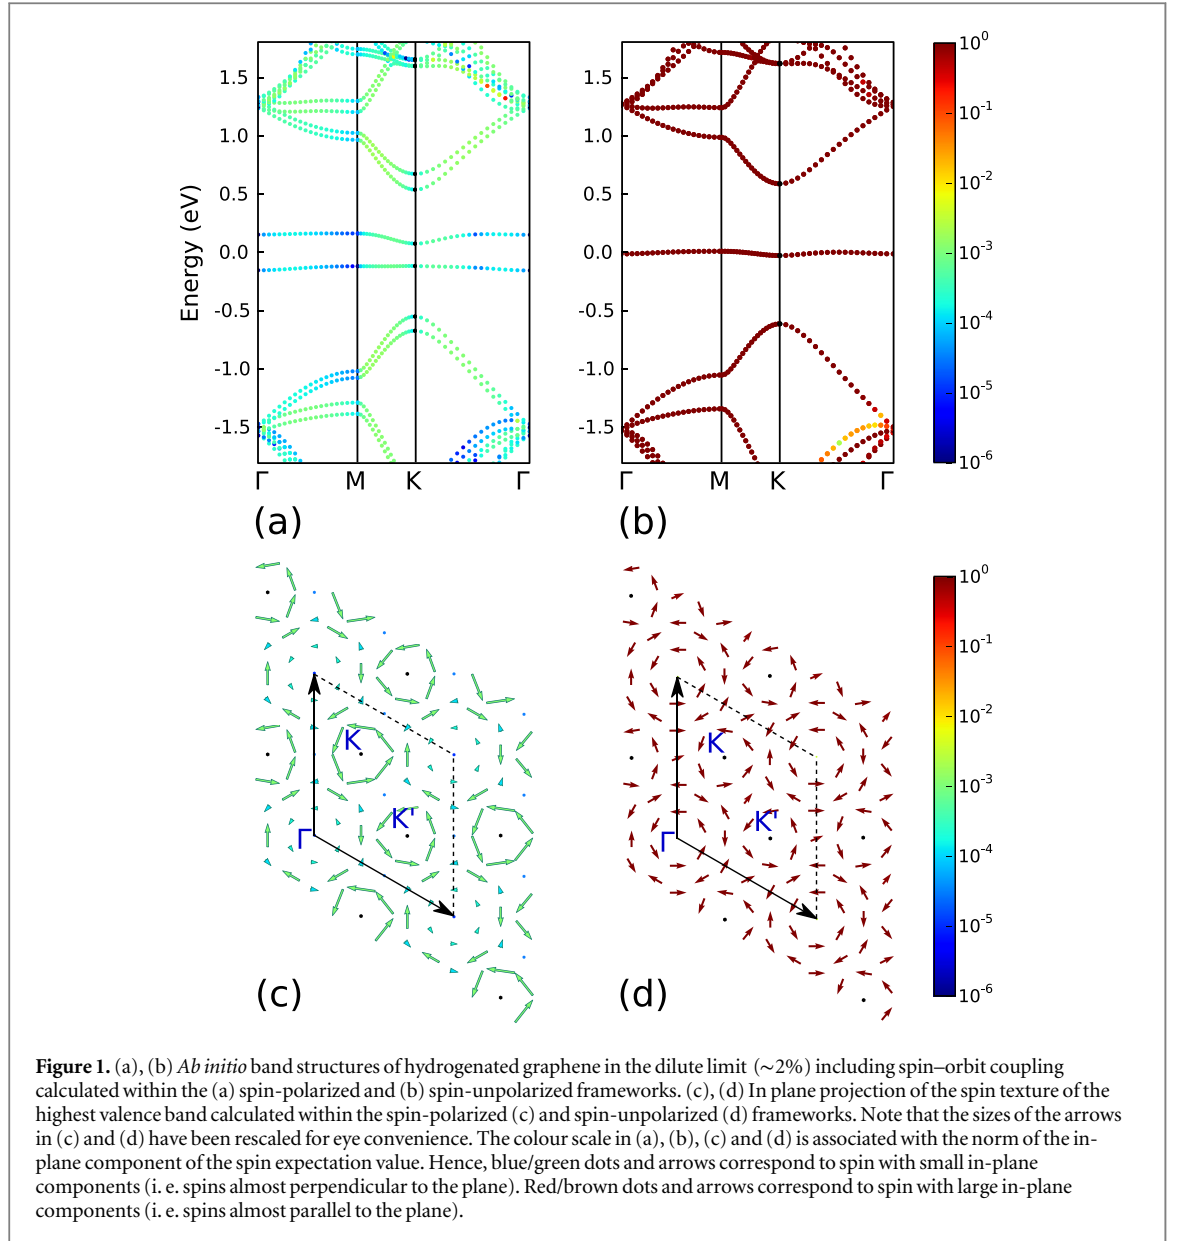 1.5
1.0
0.5
0.0
-0.5
-1.0
-1.5
Energy (eV)
Γ M K Γ
(a)
1.5
1.0
0.5
0.0
-0.5
-1.0
-1.5
Γ M K Γ
(b)
10^0
10^-1
10^-2
10^-3
10^-4
10^-5
10^-6
K
K'
Γ
(c)
K
K'
Γ
(d)
10^0
10^-1
10^-2
10^-3
10^-4
10^-5
10^-6
Figure 1. (a), (b) Ab initio band structures of hydrogenated graphene in the dilute limit (∼2%) including spin–orbit coupling
calculated within the (a) spin-polarized and (b) spin-unpolarized frameworks. (c), (d) In plane projection of the spin texture of the
highest valence band calculated within the spin-polarized (c) and spin-unpolarized (d) frameworks. Note that the sizes of the arrows
in (c) and (d) have been rescaled for eye convenience. The colour scale in (a), (b), (c) and (d) is associated with the norm of the in-
plane component of the spin expectation value. Hence, blue/green dots and arrows correspond to spin with small in-plane
components (i. e. spins almost perpendicular to the plane). Red/brown dots and arrows correspond to spin with large in-plane
components (i. e. spins almost parallel to the plane).